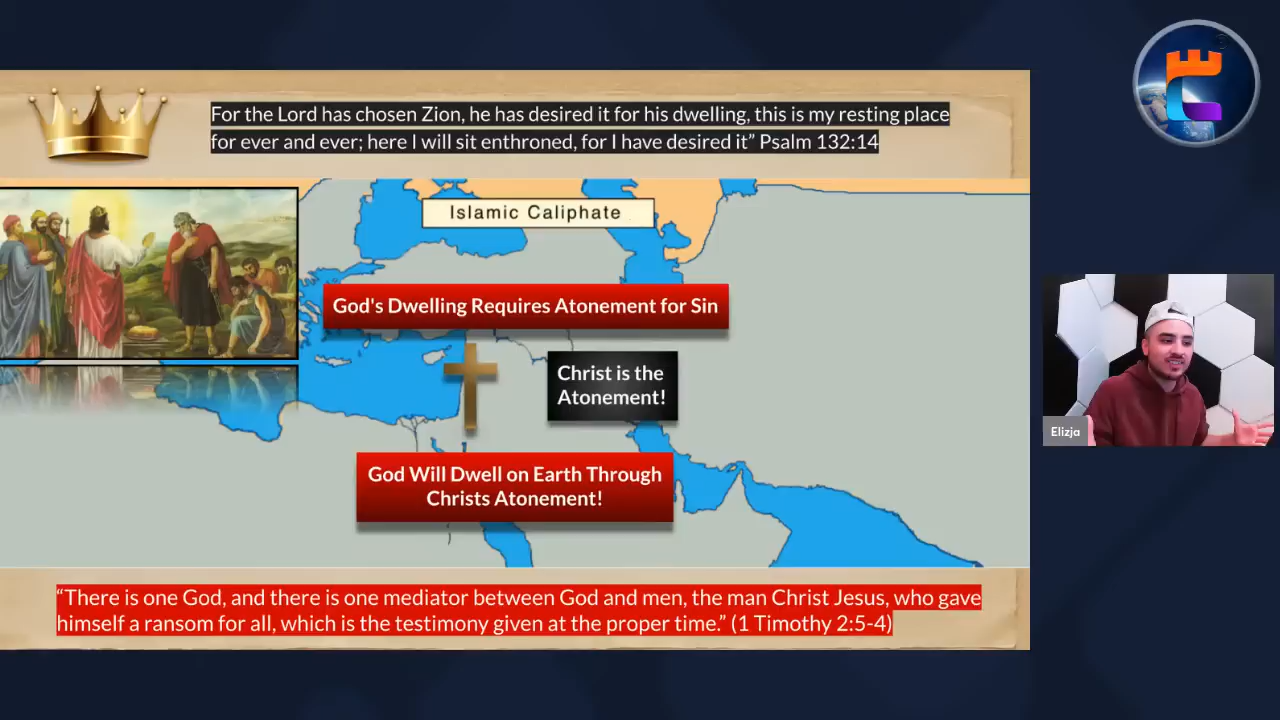 For the Lord has chosen Zion, he has desired it for his dwelling, this is my resting place
for ever and ever; here I will sit enthroned, for I have desired it” Psalm 132:14
Islamic Caliphate
God's Dwelling Requires Atonement for Sin
Christ is the
Atonement!
God Will Dwell on Earth Through
Christs Atonement!
Elizja
“There is one God, and there is one mediator between God and men, the man Christ Jesus, who gave
himself a ransom for all, which is the testimony given at the proper time.” (1 Timothy 2:5-4)